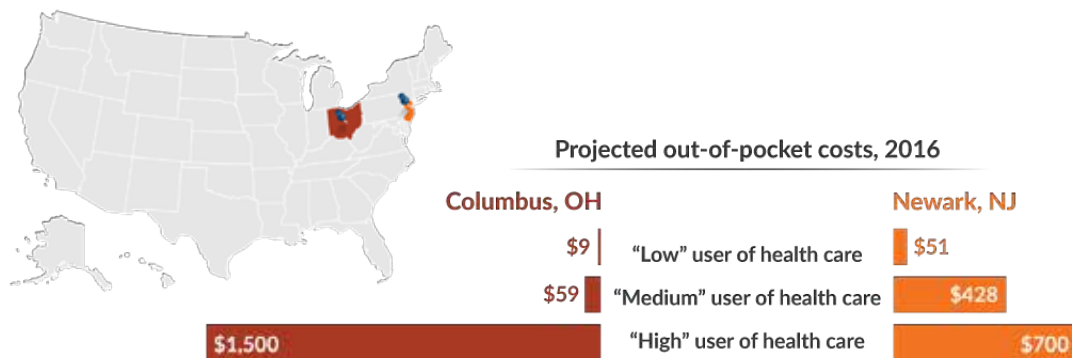 Projected out-of-pocket costs, 2016
Columbus, OH Newark, NJ
$9 “Low” user of health care $51
$59 “Medium” user of health care $428
$1,500 “High” user of health care $700